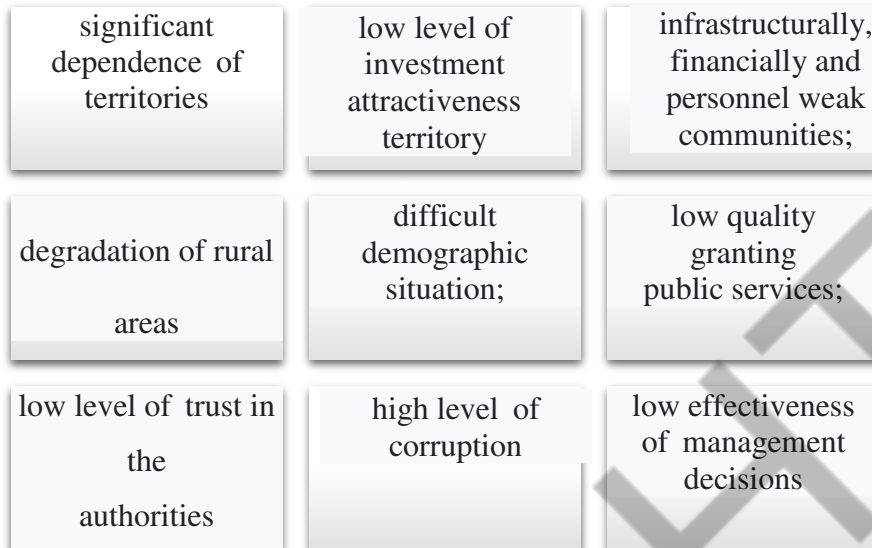 significant
dependence of
territories
low level of
investment
attractiveness
territory
infrastructurally,
financially and
personnel weak
communities;
degradation of rural
areas
difficult
demographic
situation;
low quality
granting
public services;
low level of trust in
the
authorities
high level of
corruption
low effectiveness
of management
decisions